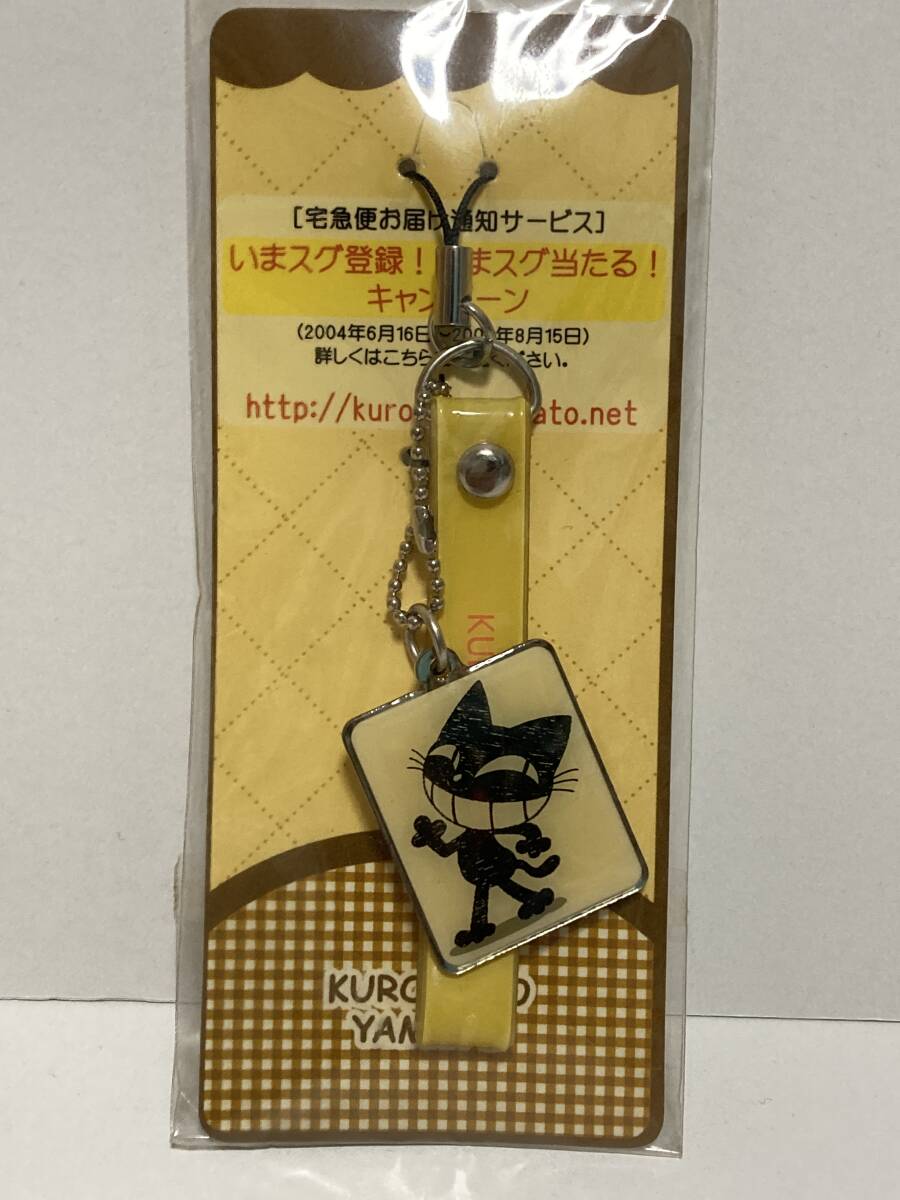 [宅急便お届け通知サービス]
いまスグ登録！ まスグ当たる！
キャン ーン
(2004年6月16日~20 年8月15日)
詳しくはこちら ださい。
http://kuro ato.net
KU
KURO O
YAM